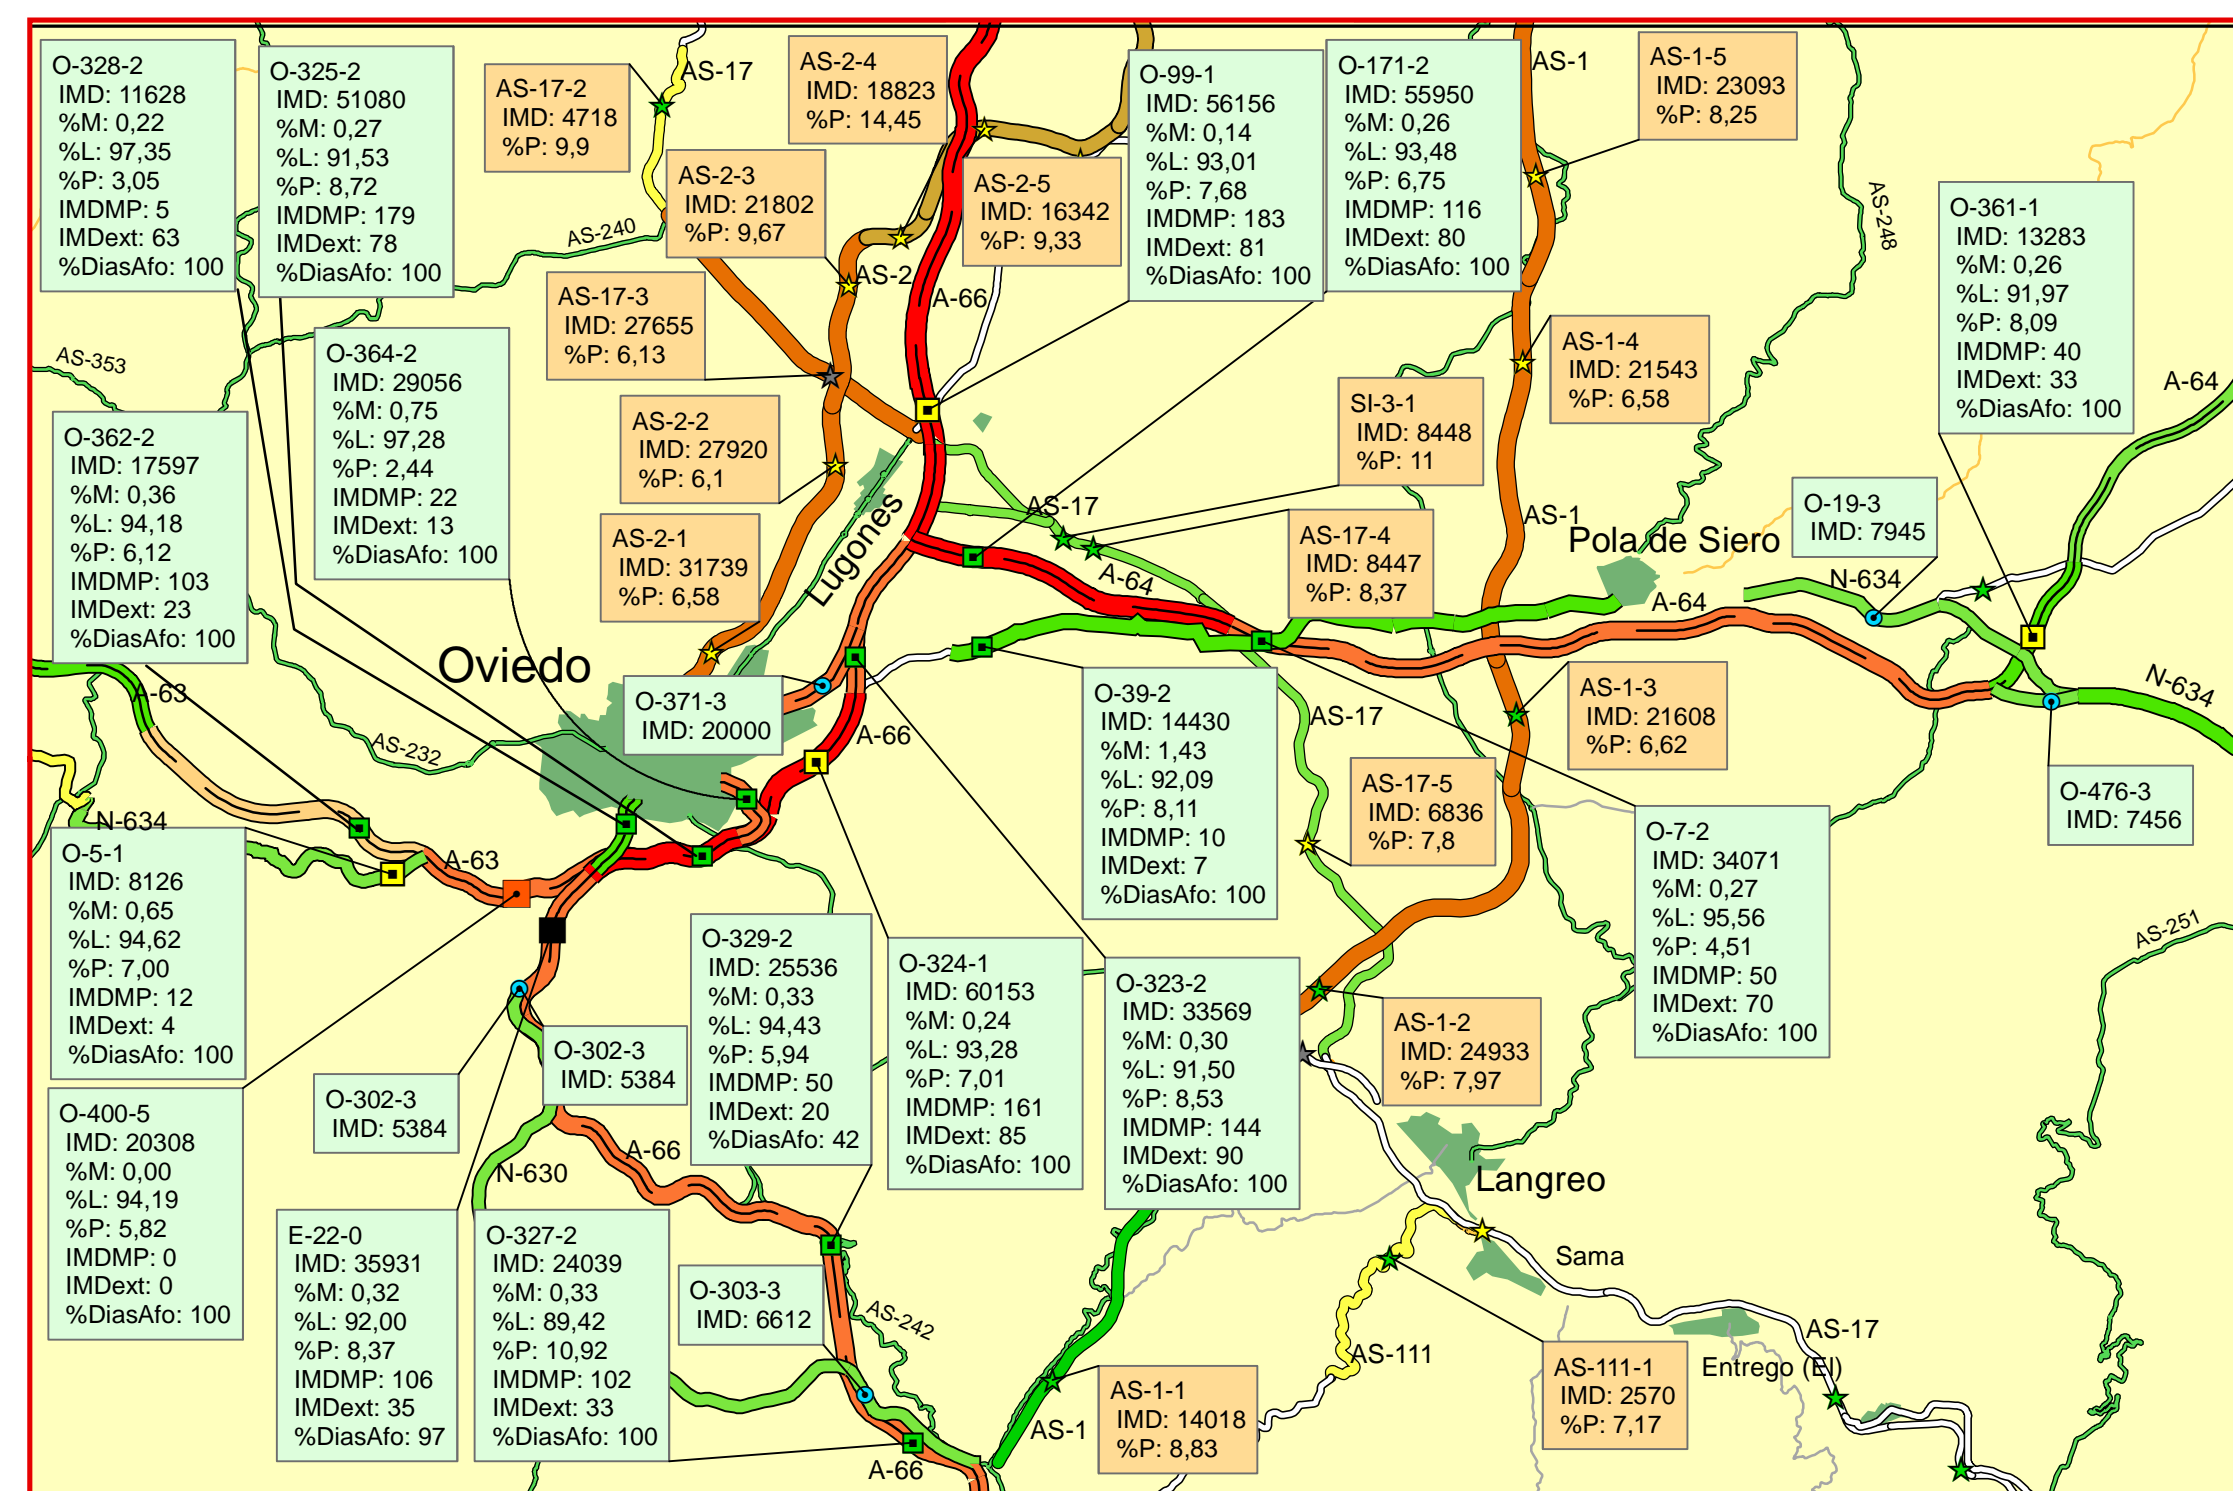 O-328-2
IMD: 11628
%M: 0,22
%L: 97,35
%P: 3,05
IMDMP: 5
IMDext: 63
%DiasAfo: 100
O-325-2
IMD: 51080
%M: 0,27
%L: 91,53
%P: 8,72
IMDMP: 179
IMDext: 78
%DiasAfo: 100
AS-17-2
IMD: 4718
%P: 9,9
AS-17
AS-2-4
IMD: 18823
%P: 14,45
O-99-1
IMD: 56156
%M: 0,14
%L: 93,01
%P: 7,68
IMDMP: 183
IMDext: 81
%DiasAfo: 100
O-171-2
IMD: 55950
%M: 0,26
%L: 93,48
%P: 6,75
IMDMP: 116
IMDext: 80
%DiasAfo: 100
AS-1
AS-1-5
IMD: 23093
%P: 8,25
AS-2-3
IMD: 21802
%P: 9,67
AS-2-5
IMD: 16342
%P: 9,33
AS-240
AS-248
O-361-1
IMD: 13283
%M: 0,26
%L: 91,97
%P: 8,09
IMDMP: 40
IMDext: 33
%DiasAfo: 100
AS-2
A-66
AS-17-3
IMD: 27655
%P: 6,13
AS-353
O-364-2
IMD: 29056
%M: 0,75
%L: 97,28
%P: 2,44
IMDMP: 22
IMDext: 13
%DiasAfo: 100
AS-1-4
IMD: 21543
%P: 6,58
A-64
O-362-2
IMD: 17597
%M: 0,36
%L: 94,18
%P: 6,12
IMDMP: 103
IMDext: 23
%DiasAfo: 100
AS-2-2
IMD: 27920
%P: 6,1
SI-3-1
IMD: 8448
%P: 11
AS-17
AS-1
AS-2-1
IMD: 31739
%P: 6,58
Lugones
AS-17-4
IMD: 8447
%P: 8,37
Pola de Siero
O-19-3
IMD: 7945
A-64
N-634
A-64
Oviedo
A-63
O-371-3
IMD: 20000
O-39-2
IMD: 14430
%M: 1,43
%L: 92,09
%P: 8,11
IMDMP: 10
IMDext: 7
%DiasAfo: 100
AS-17
AS-1-3
IMD: 21608
%P: 6,62
N-634
AS-232
A-66
AS-17-5
IMD: 6836
%P: 7,8
O-476-3
IMD: 7456
N-634
O-5-1
IMD: 8126
%M: 0,65
%L: 94,62
%P: 7,00
IMDMP: 12
IMDext: 4
%DiasAfo: 100
A-63
O-7-2
IMD: 34071
%M: 0,27
%L: 95,56
%P: 4,51
IMDMP: 50
IMDext: 70
%DiasAfo: 100
AS-251
O-329-2
IMD: 25536
%M: 0,33
%L: 94,43
%P: 5,94
IMDMP: 50
IMDext: 20
%DiasAfo: 42
O-324-1
IMD: 60153
%M: 0,24
%L: 93,28
%P: 7,01
IMDMP: 161
IMDext: 85
%DiasAfo: 100
O-323-2
IMD: 33569
%M: 0,30
%L: 91,50
%P: 8,53
IMDMP: 144
IMDext: 90
%DiasAfo: 100
AS-1-2
IMD: 24933
%P: 7,97
O-302-3
IMD: 5384
O-302-3
IMD: 5384
O-400-5
IMD: 20308
%M: 0,00
%L: 94,19
%P: 5,82
IMDMP: 0
IMDext: 0
%DiasAfo: 100
A-66
N-630
Langreo
E-22-0
IMD: 35931
%M: 0,32
%L: 92,00
%P: 8,37
IMDMP: 106
IMDext: 35
%DiasAfo: 97
O-327-2
IMD: 24039
%M: 0,33
%L: 89,42
%P: 10,92
IMDMP: 102
IMDext: 33
%DiasAfo: 100
O-303-3
IMD: 6612
Sama
AS-242
AS-111
AS-17
Entrego (El)
AS-1-1
IMD: 14018
%P: 8,83
AS-111-1
IMD: 2570
%P: 7,17
AS-1
A-66